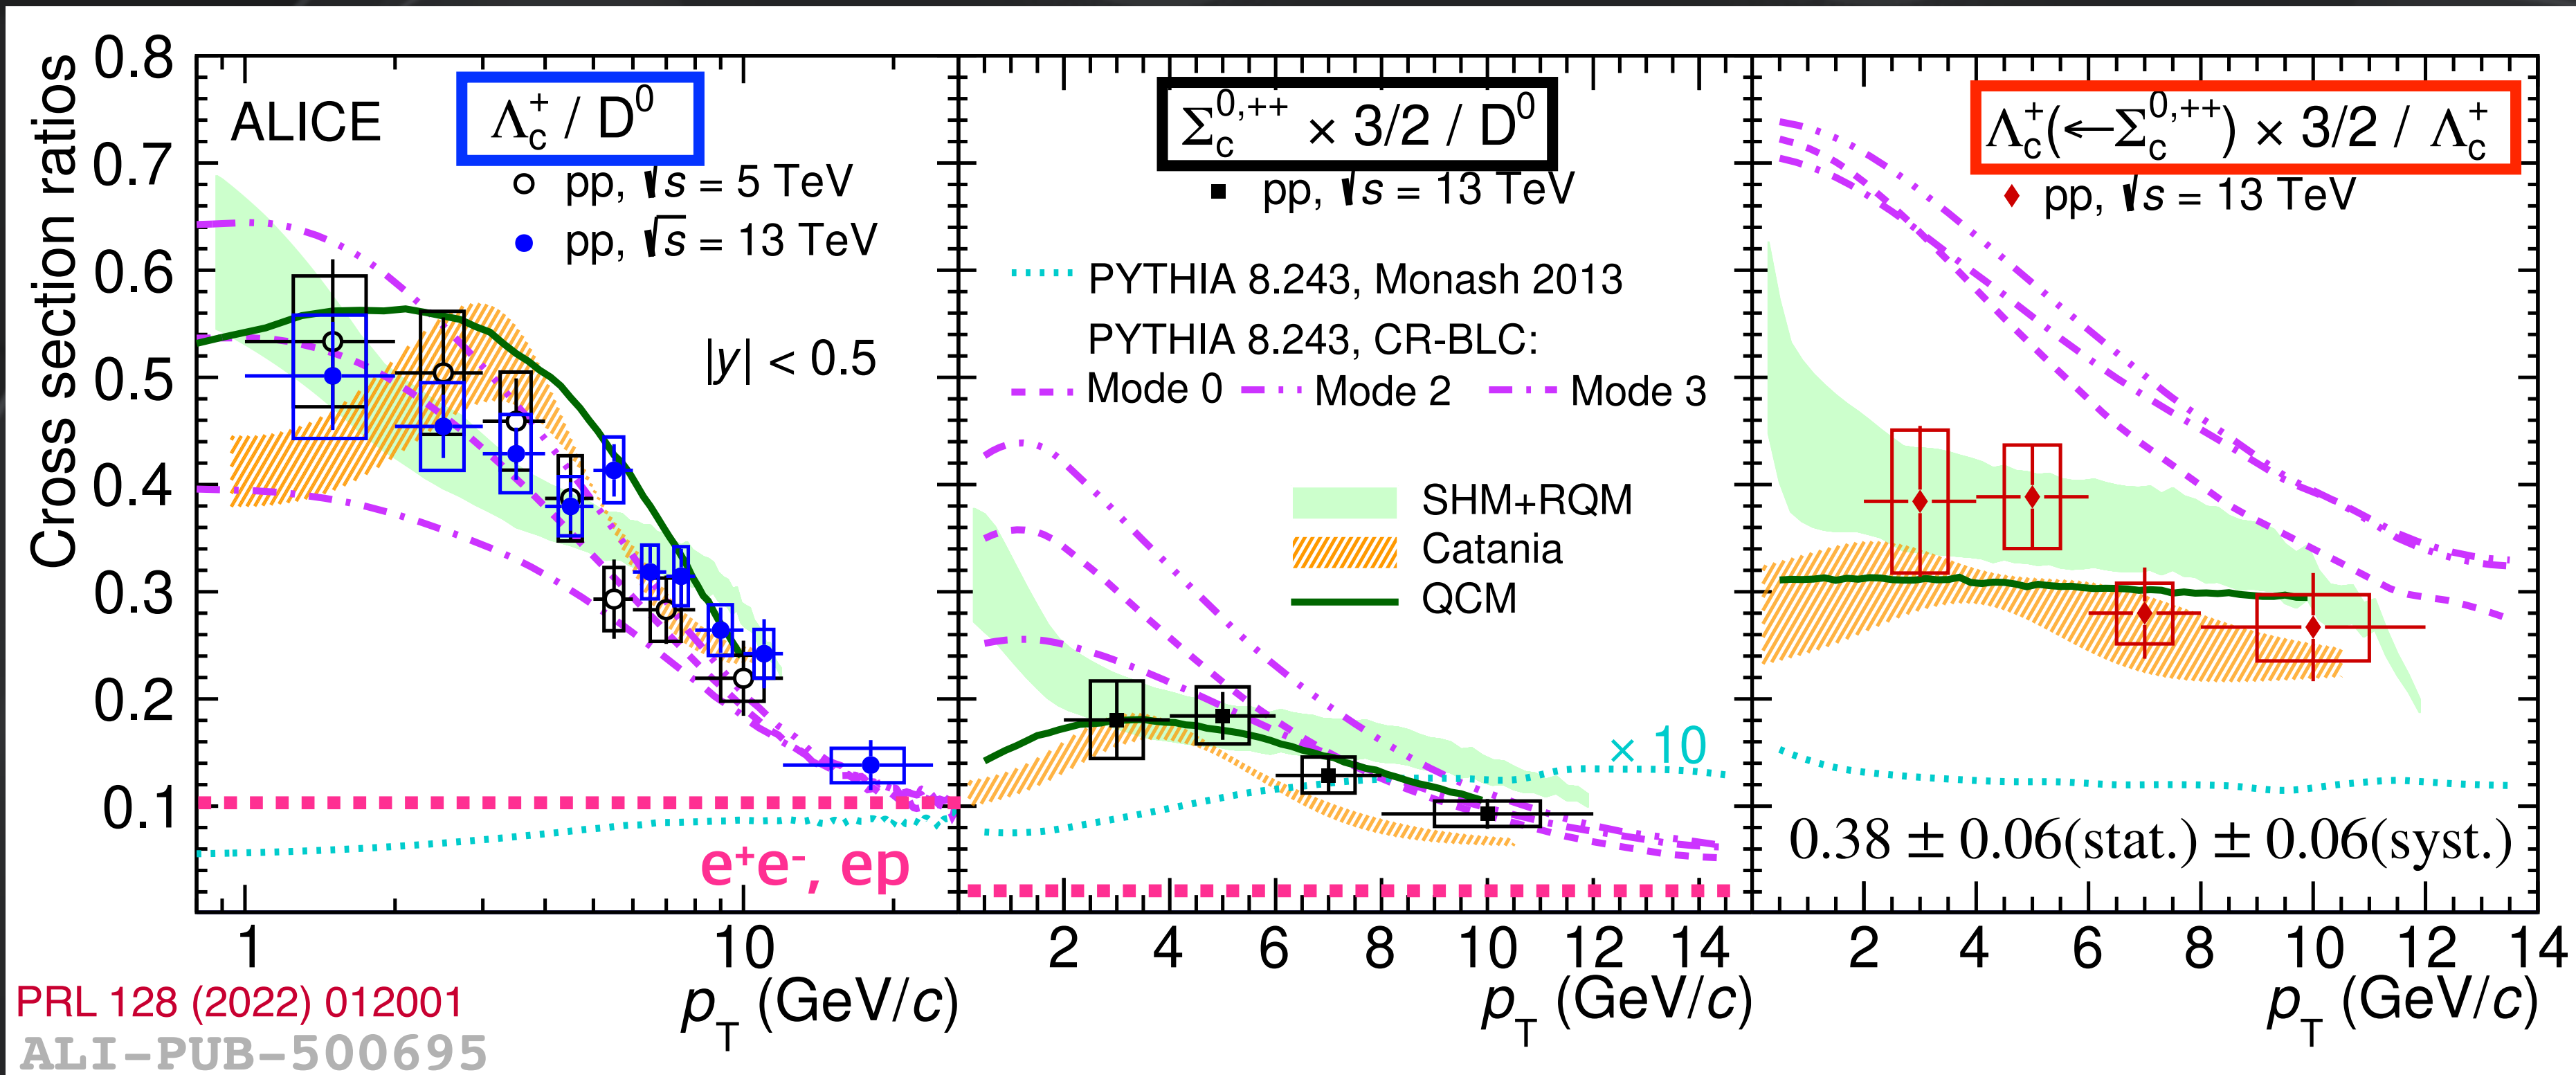 Cross section ratios
0.8
0.7
0.6
0.5
0.4
0.3
0.2
0.1
ALICE
Λc+ / D0
pp, √s = 5 TeV
pp, √s = 13 TeV
|y| < 0.5
e+e-, ep
1 10
pT (GeV/c)
Σc0,++ × 3/2 / D0
pp, √s = 13 TeV
PYTHIA 8.243, Monash 2013
PYTHIA 8.243, CR-BLC:
Mode 0 Mode 2 Mode 3
SHM+RQM
Catania
QCM
× 10
2 4 6 8 10 12 14
pT (GeV/c)
Λc+(←Σc0,++) × 3/2 / Λc+
pp, √s = 13 TeV
0.38 ± 0.06(stat.) ± 0.06(syst.)
2 4 6 8 10 12 14
pT (GeV/c)
PRL 128 (2022) 012001
ALI-PUB-500695